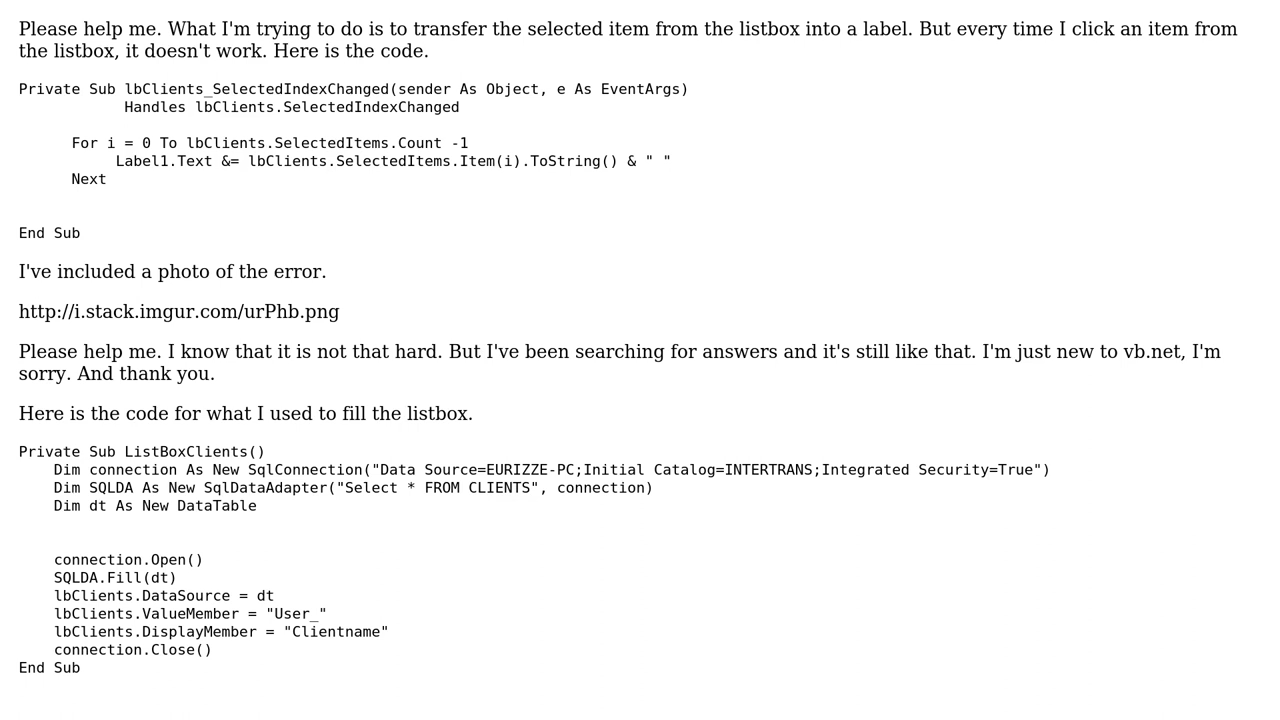 Please help me. What I'm trying to do is to transfer the selected item from the listbox into a label. But every time I click an item from
the listbox, it doesn't work. Here is the code.
Private Sub lbClients_SelectedIndexChanged(sender As Object, e As EventArgs)
            Handles lbClients.SelectedIndexChanged
      For i = 0 To lbClients.SelectedItems.Count -1
           Label1.Text &= lbClients.SelectedItems.Item(i).ToString() & " "
      Next
End Sub
I've included a photo of the error.
http://i.stack.imgur.com/urPhb.png
Please help me. I know that it is not that hard. But I've been searching for answers and it's still like that. I'm just new to vb.net, I'm
sorry. And thank you.
Here is the code for what I used to fill the listbox.
Private Sub ListBoxClients()
    Dim connection As New SqlConnection("Data Source=EURIZZE-PC;Initial Catalog=INTERTRANS;Integrated Security=True")
    Dim SQLDA As New SqlDataAdapter("Select * FROM CLIENTS", connection)
    Dim dt As New DataTable
    connection.Open()
    SQLDA.Fill(dt)
    lbClients.DataSource = dt
    lbClients.ValueMember = "User_"
    lbClients.DisplayMember = "Clientname"
    connection.Close()
End Sub